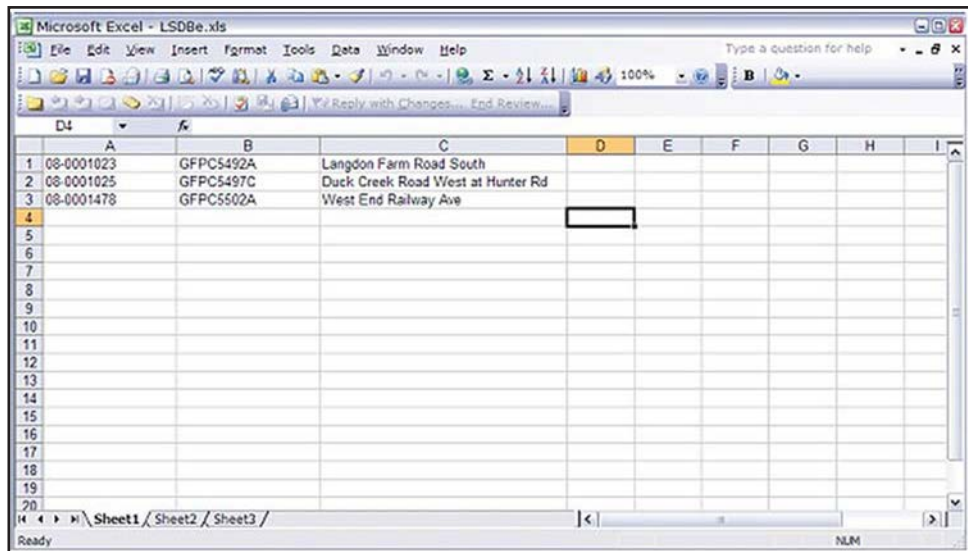 Microsoft Excel - LSDBe.xls
File Edit View Insert Format Tools Data Window Help Type a question for help
100% B
Reply with Changes... End Review...
D4 fx
A B C D E F G H I
1 08-0001023 GFPC5492A Langdon Farm Road South
2 08-0001025 GFPC5497C Duck Creek Road West at Hunter Rd
3 08-0001478 GFPC5502A West End Railway Ave
4
5
6
7
8
9
10
11
12
13
14
15
16
17
18
19
20
Sheet1 / Sheet2 / Sheet3 /
Ready NUM